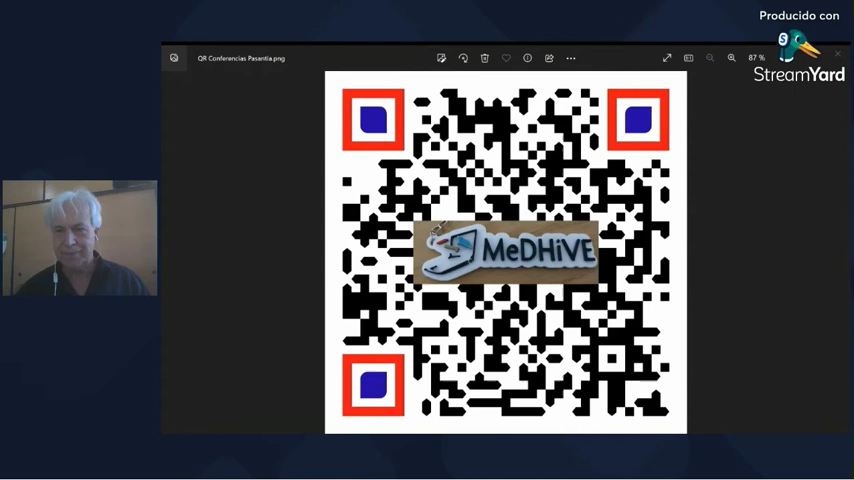 Producido con
StreamYard
QR Conferencias Pasantia.png
87 %
MeDHiVE